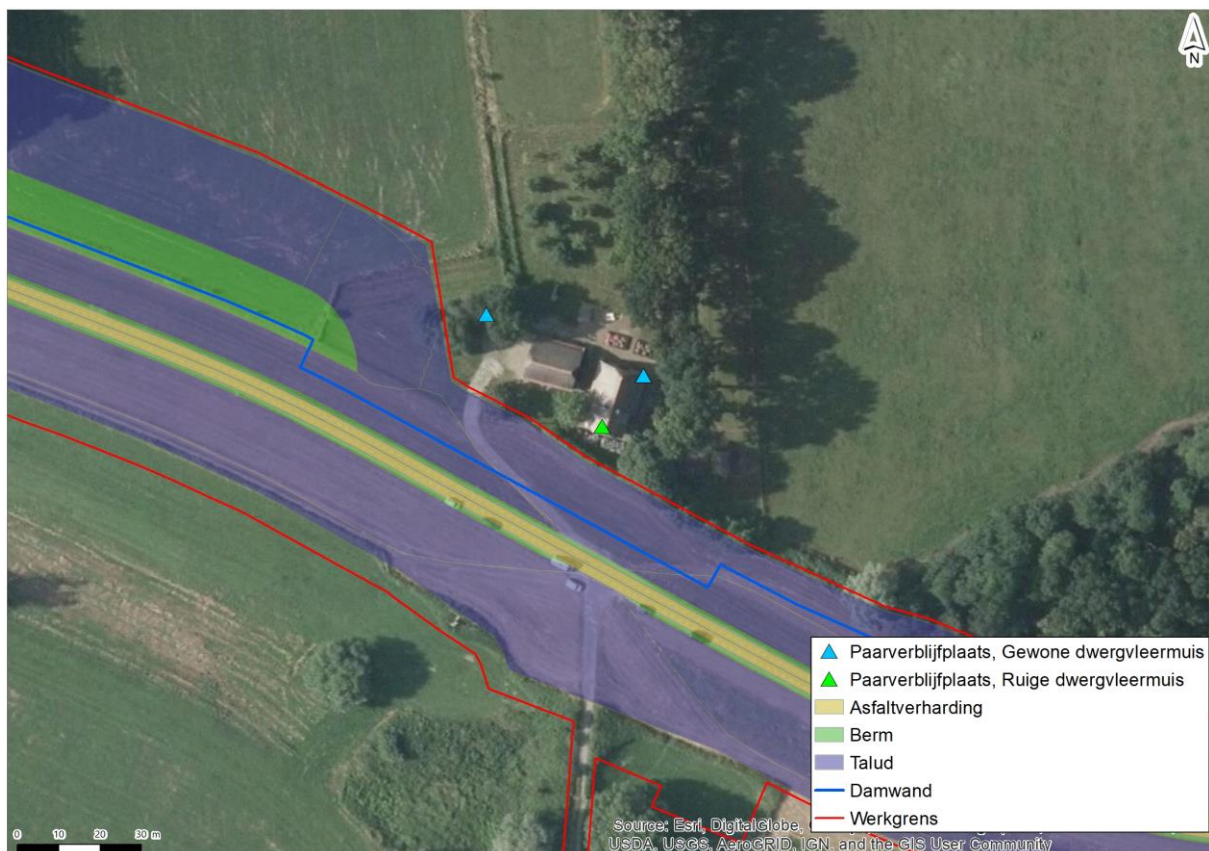 N
Paarverblijfplaats, Gewone dwergvleermuis
Paarverblijfplaats, Ruige dwergvleermuis
Asfaltverharding
Berm
Talud
Damwand
Werkgrens
0 10 20 30 m
Source: Esri, DigitalGlobe,
USDA, USGS, AeroGRID, IGN, and the GIS User Community